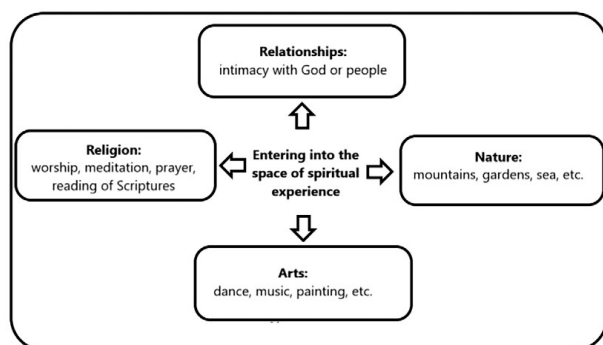 Relationships:
intimacy with God or people
Religion:
worship, meditation, prayer,
reading of Scriptures
Entering into the
space of spiritual
experience
Nature:
mountains, gardens, sea, etc.
Arts:
dance, music, painting, etc.